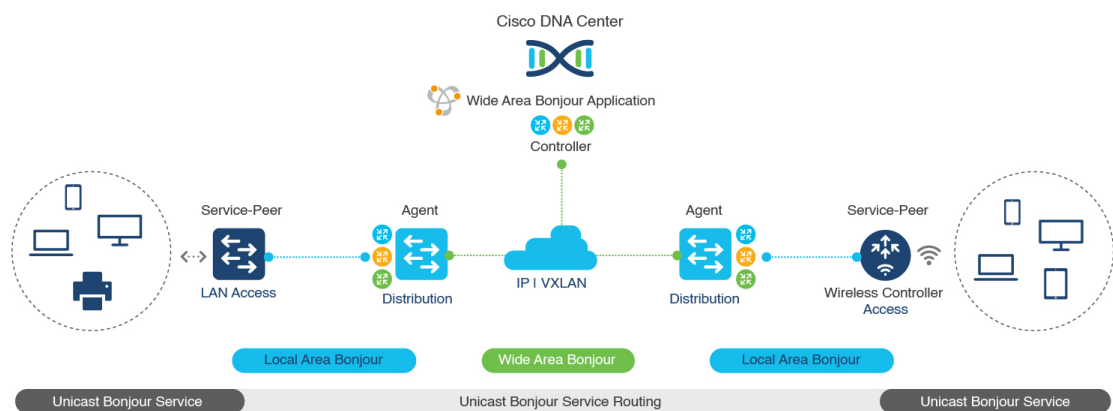 Cisco DNA Center
Wide Area Bonjour Application
Controller
Service-Peer
Agent
Agent
Service-Peer
LAN Access
Distribution
IP | VXLAN
Distribution
Wireless Controller
Access
Local Area Bonjour
Wide Area Bonjour
Local Area Bonjour
Unicast Bonjour Service
Unicast Bonjour Service Routing
Unicast Bonjour Service